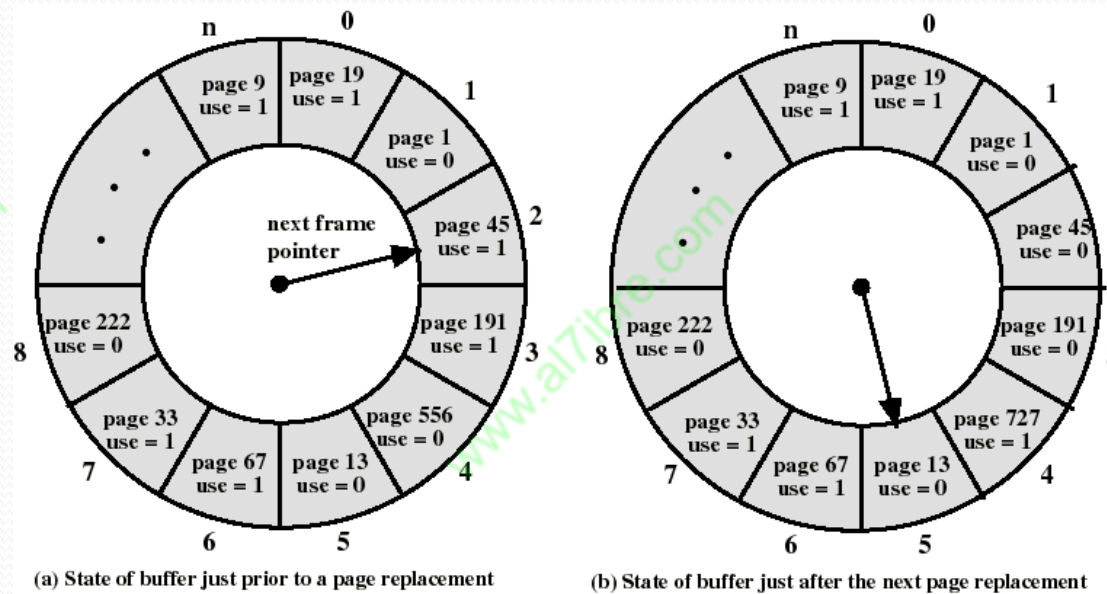 n
0
page 9
use = 1
page 19
use = 1
1
page 1
use = 0
next frame
pointer
page 45
use = 1
2
page 191
use = 1
3
page 556
use = 0
4
page 13
use = 0
5
page 67
use = 1
6
page 33
use = 1
7
page 222
use = 0
8
(a) State of buffer just prior to a page replacement
n
0
page 9
use = 1
page 19
use = 1
1
page 1
use = 0
page 45
use = 0
page 191
use = 0
page 727
use = 1
4
page 13
use = 0
5
page 67
use = 1
6
page 33
use = 1
7
page 222
use = 0
8
(b) State of buffer just after the next page replacement
www.al7ibre.com